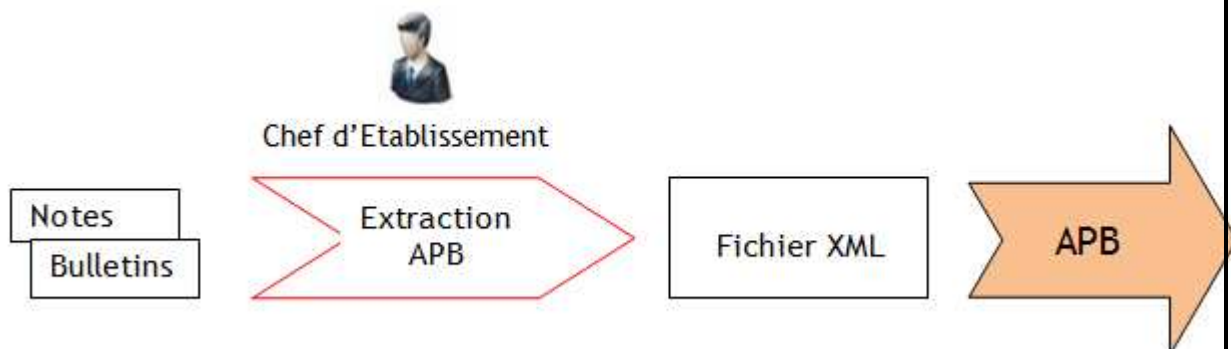 Chef d'Etablissement
Notes
Bulletins
Extraction
APB
Fichier XML
APB